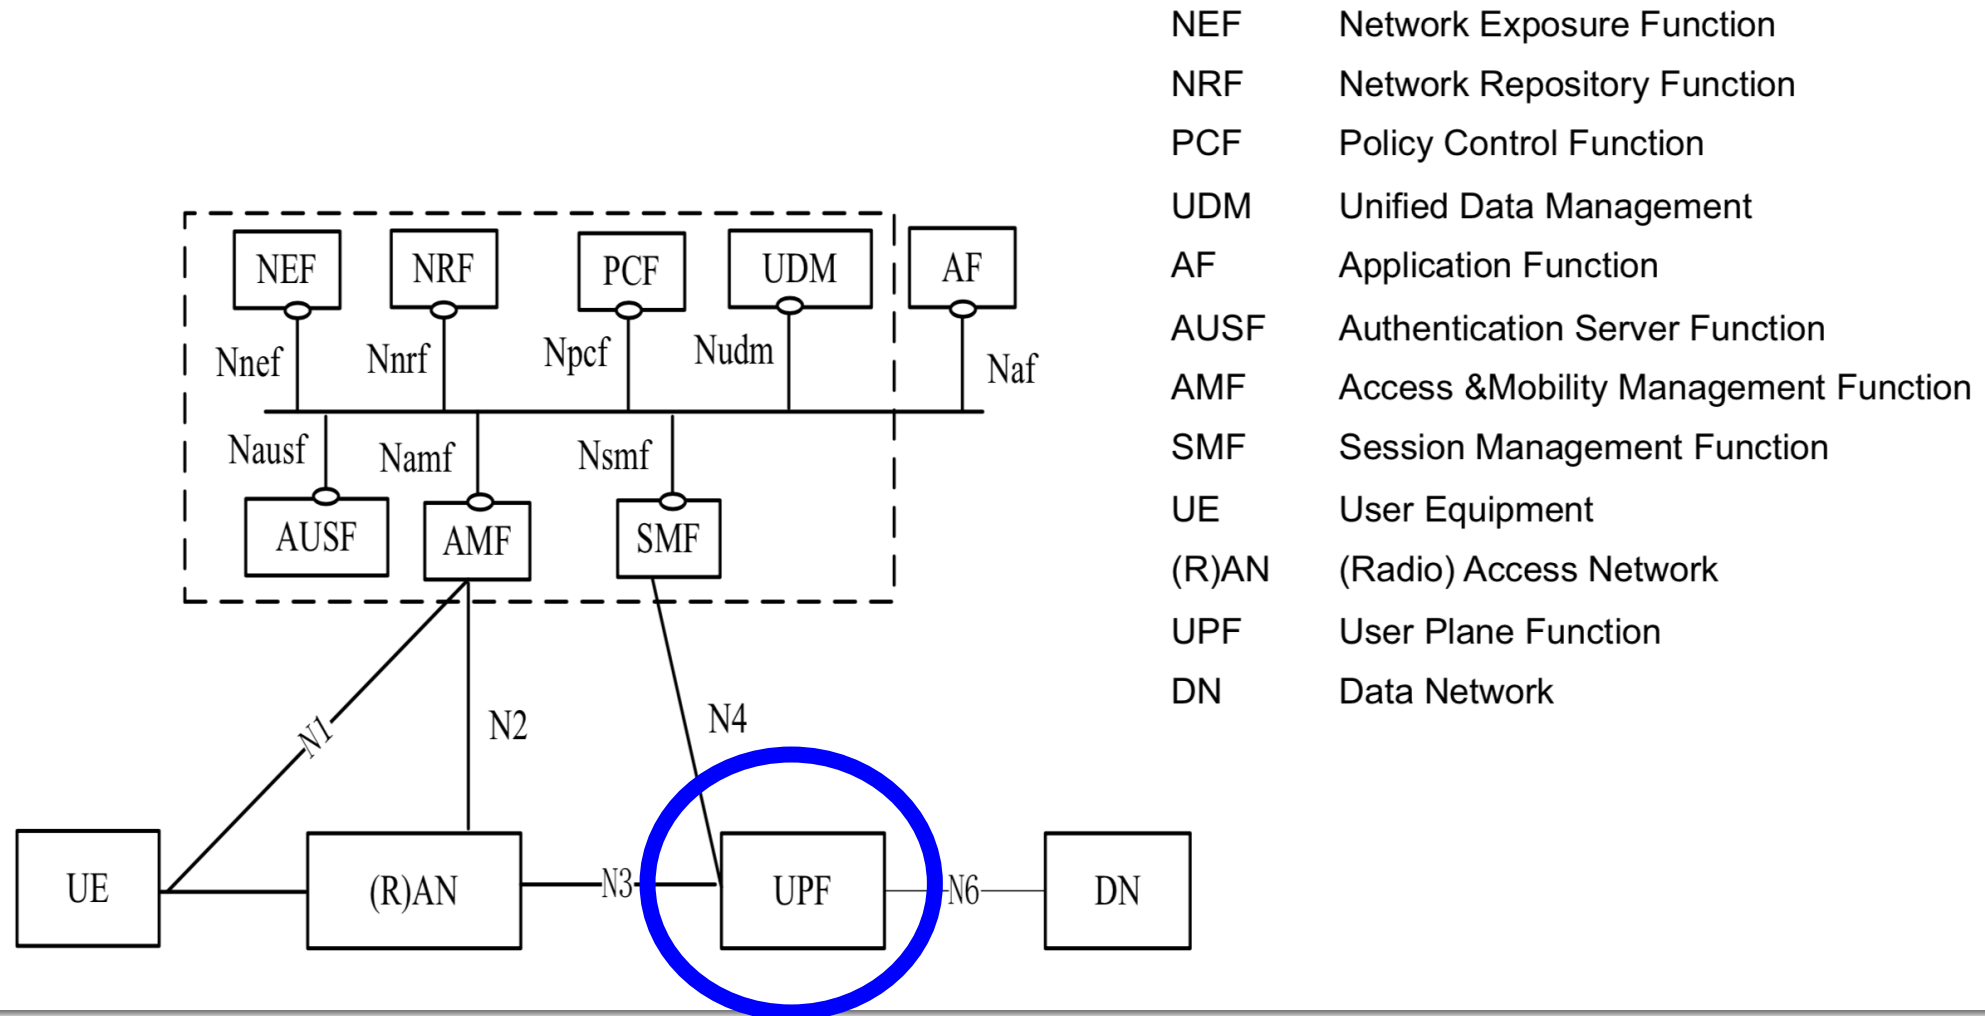 NEF Network Exposure Function
NRF Network Repository Function
PCF Policy Control Function
UDM Unified Data Management
AF Application Function
AUSF Authentication Server Function
AMF Access &Mobility Management Function
SMF Session Management Function
UE User Equipment
(R)AN (Radio) Access Network
UPF User Plane Function
DN Data Network
NEF NRF PCF UDM AF
Nnef Nnrf Npcf Nudm Naf
Nausf Namf Nsmf
AUSF AMF SMF
N1 N2 N4
UE (R)AN N3 UPF N6 DN